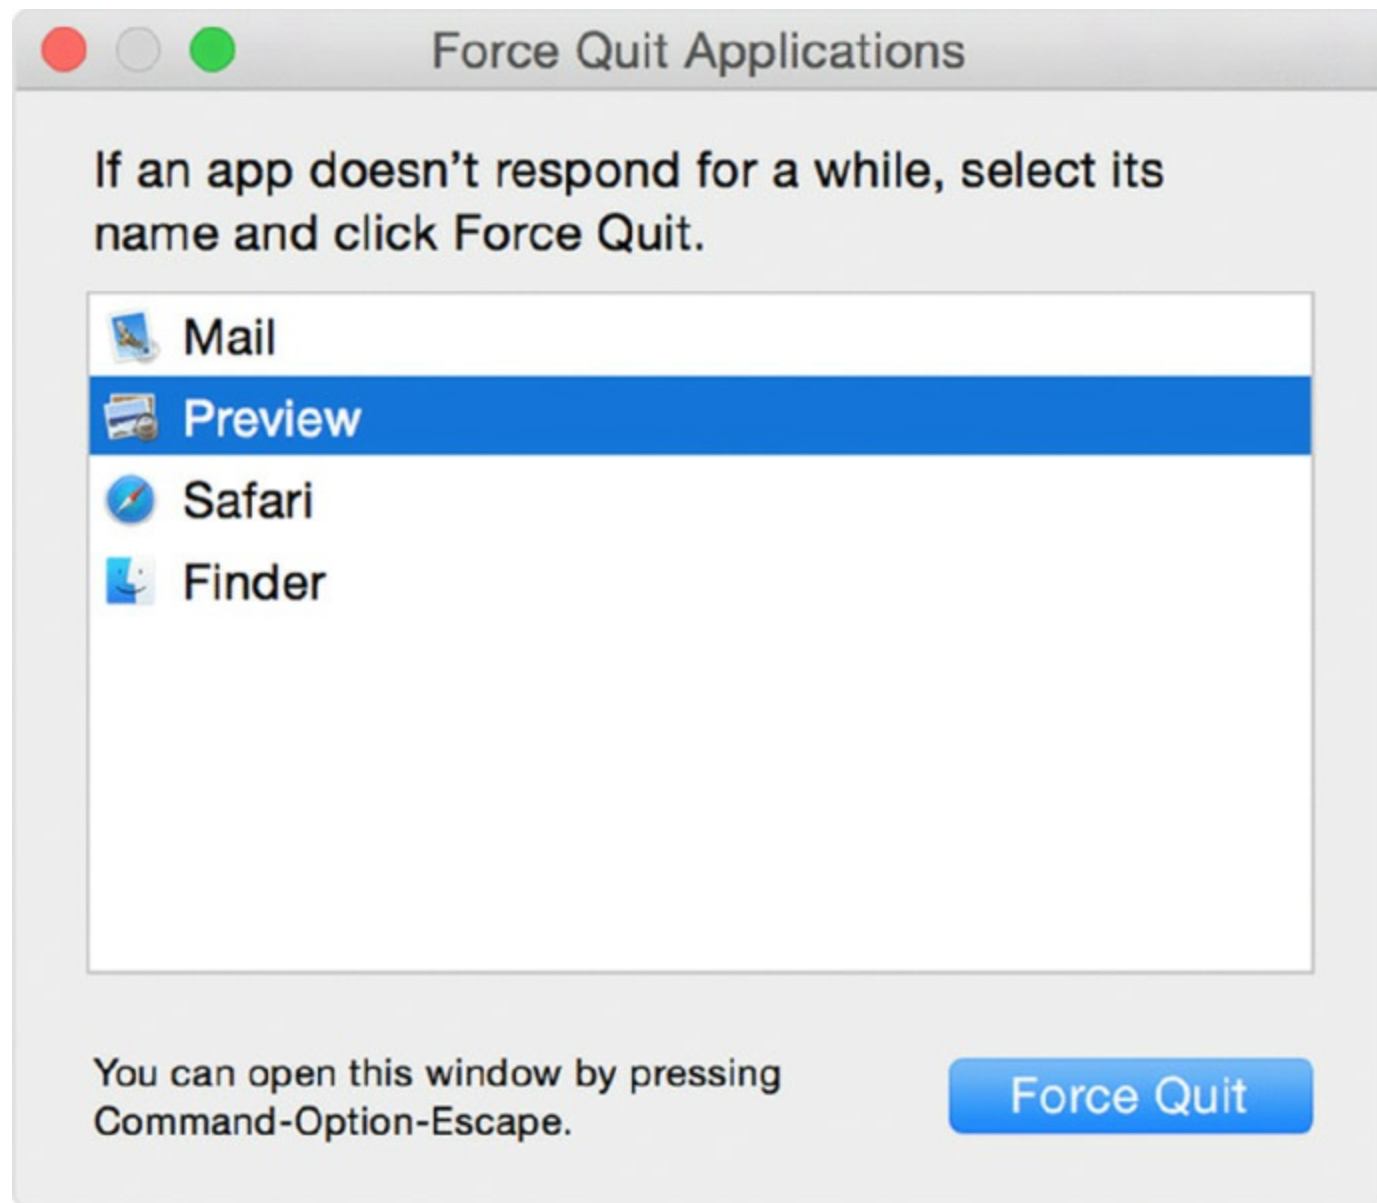 Force Quit Applications
If an app doesn't respond for a while, select its
name and click Force Quit.
Mail
Preview
Safari
Finder
You can open this window by pressing
Command-Option-Escape.
Force Quit